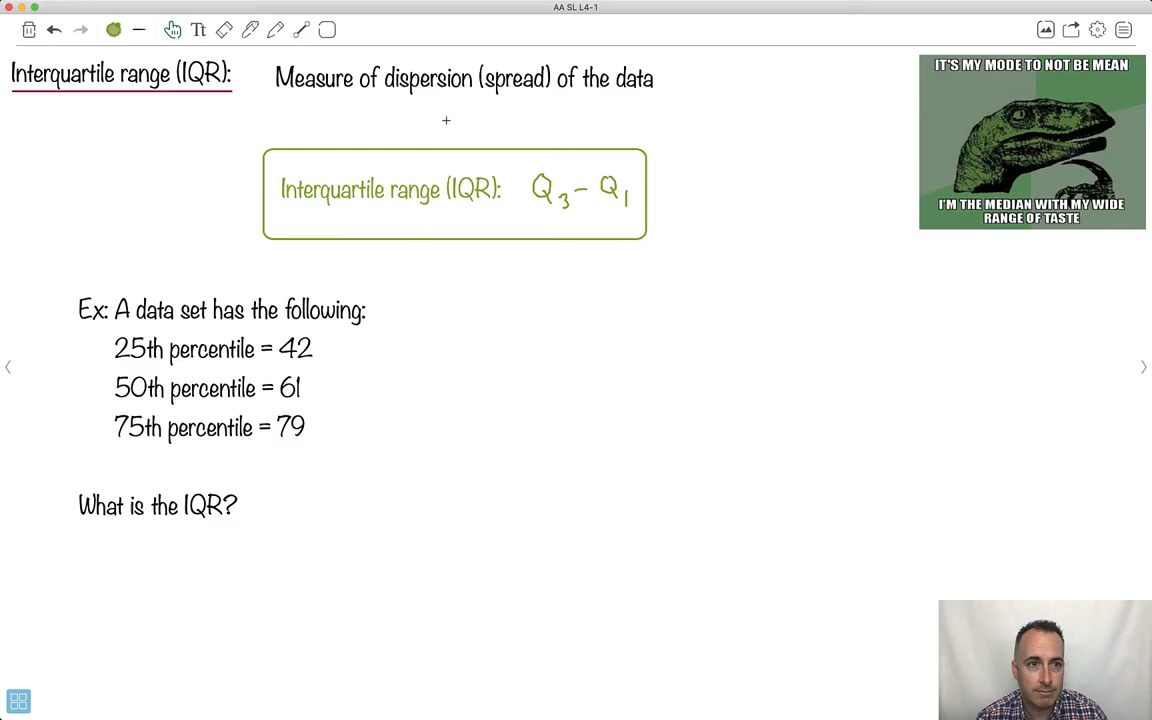 AA SL L4-1
Tt
Interquartile range (IQR):
Measure of dispersion (spread) of the data
Interquartile range (IQR): Q₃ - Q₁
IT'S MY MODE TO NOT BE MEAN
I'M THE MEDIAN WITH MY WIDE
RANGE OF TASTE
Ex: A data set has the following:
25th percentile = 42
50th percentile = 61
75th percentile = 79
What is the IQR?